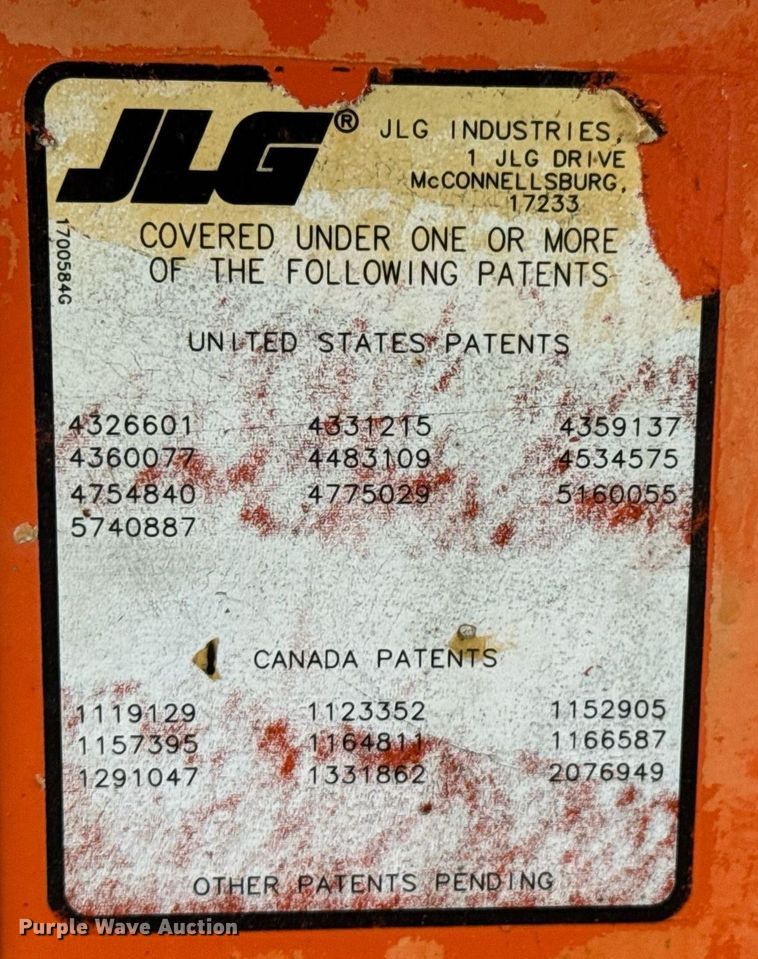 JLG® JLG INDUSTRIES,
1 JLG DRIVE
McCONNELLSBURG,
17233
1700584G
COVERED UNDER ONE OR MORE
OF THE FOLLOWING PATENTS
UNITED STATES PATENTS
4326601 4331215 4359137
4360077 4483109 4534575
4754840 4775029 5160055
5740887
CANADA PATENTS
1119129 1123352 1152905
1157395 1164811 1166587
1291047 1331862 2076949
OTHER PATENTS PENDING
Purple Wave Auction